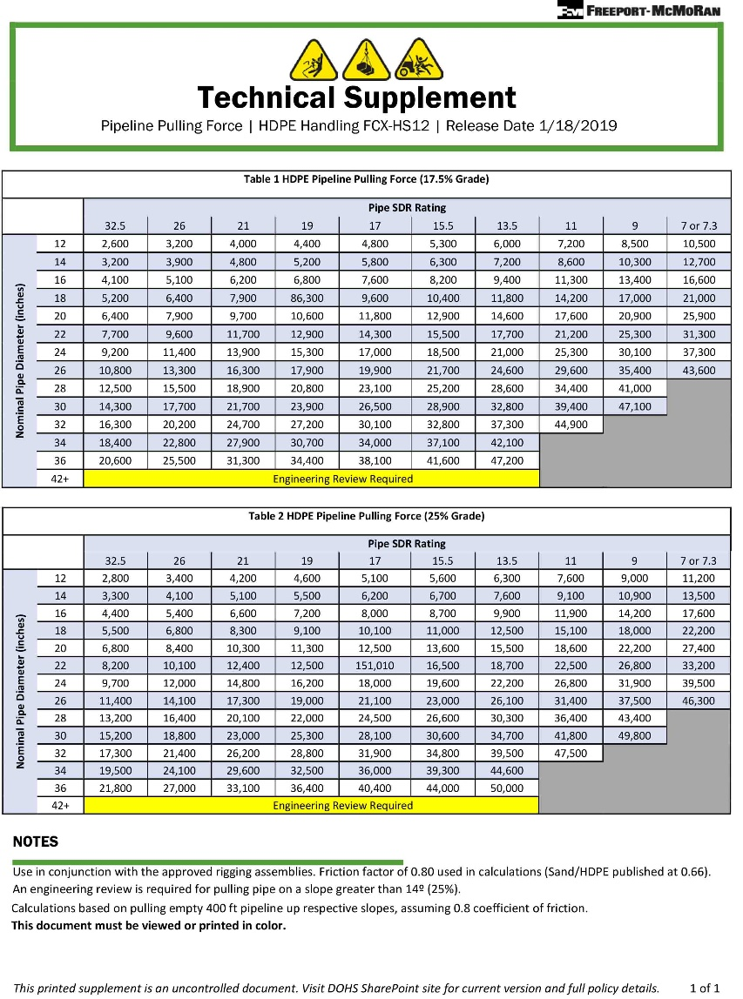 FREEPORT-MCMORAN
Technical Supplement
Pipeline Pulling Force | HDPE Handling FCX-HS12 | Release Date 1/18/2019
Table 1 HDPE Pipeline Pulling Force (17.5% Grade)
Pipe SDR Rating
32.5 26 21 19 17 15.5 13.5 11 9 7 or 7.3
Nominal Pipe Diameter (inches)
12 2,600 3,200 4,000 4,400 4,800 5,300 6,000 7,200 8,500 10,500
14 3,200 3,900 4,800 5,200 5,800 6,300 7,200 8,600 10,300 12,700
16 4,100 5,100 6,200 6,800 7,600 8,200 9,400 11,300 13,400 16,600
18 5,200 6,400 7,900 86,300 9,600 10,400 11,800 14,200 17,000 21,000
20 6,400 7,900 9,700 10,600 11,800 12,900 14,600 17,600 20,900 25,900
22 7,700 9,600 11,700 12,900 14,300 15,500 17,700 21,200 25,300 31,300
24 9,200 11,400 13,900 15,300 17,000 18,500 21,000 25,300 30,100 37,300
26 10,800 13,300 16,300 17,900 19,900 21,700 24,600 29,600 35,400 43,600
28 12,500 15,500 18,900 20,800 23,100 25,200 28,600 34,400 41,000
30 14,300 17,700 21,700 23,900 26,500 28,900 32,800 39,400 47,100
32 16,300 20,200 24,700 27,200 30,100 32,800 37,300 44,900
34 18,400 22,800 27,900 30,700 34,000 37,100 42,100
36 20,600 25,500 31,300 34,400 38,100 41,600 47,200
42+ Engineering Review Required
Table 2 HDPE Pipeline Pulling Force (25% Grade)
Pipe SDR Rating
32.5 26 21 19 17 15.5 13.5 11 9 7 or 7.3
Nominal Pipe Diameter (inches)
12 2,800 3,400 4,200 4,600 5,100 5,600 6,300 7,600 9,000 11,200
14 3,300 4,100 5,100 5,500 6,200 6,700 7,600 9,100 10,900 13,500
16 4,400 5,400 6,600 7,200 8,000 8,700 9,900 11,900 14,200 17,600
18 5,500 6,800 8,300 9,100 10,100 11,000 12,500 15,100 18,000 22,200
20 6,800 8,400 10,300 11,300 12,500 13,600 15,500 18,600 22,200 27,400
22 8,200 10,100 12,400 12,500 151,010 16,500 18,700 22,500 26,800 33,200
24 9,700 12,000 14,800 16,200 18,000 19,600 22,200 26,800 31,900 39,500
26 11,400 14,100 17,300 19,000 21,100 23,000 26,100 31,400 37,500 46,300
28 13,200 16,400 20,100 22,000 24,500 26,600 30,300 36,400 43,400
30 15,200 18,800 23,000 25,300 28,100 30,600 34,700 41,800 49,800
32 17,300 21,400 26,200 28,800 31,900 34,800 39,500 47,500
34 19,500 24,100 29,600 32,500 36,000 39,300 44,600
36 21,800 27,000 33,100 36,400 40,400 44,000 50,000
42+ Engineering Review Required
NOTES
Use in conjunction with the approved rigging assemblies. Friction factor of 0.80 used in calculations (Sand/HDPE published at 0.66).
An engineering review is required for pulling pipe on a slope greater than 14º (25%).
Calculations based on pulling empty 400 ft pipeline up respective slopes, assuming 0.8 coefficient of friction.
This document must be viewed or printed in color.
This printed supplement is an uncontrolled document. Visit DOHS SharePoint site for current version and full policy details. 1 of 1